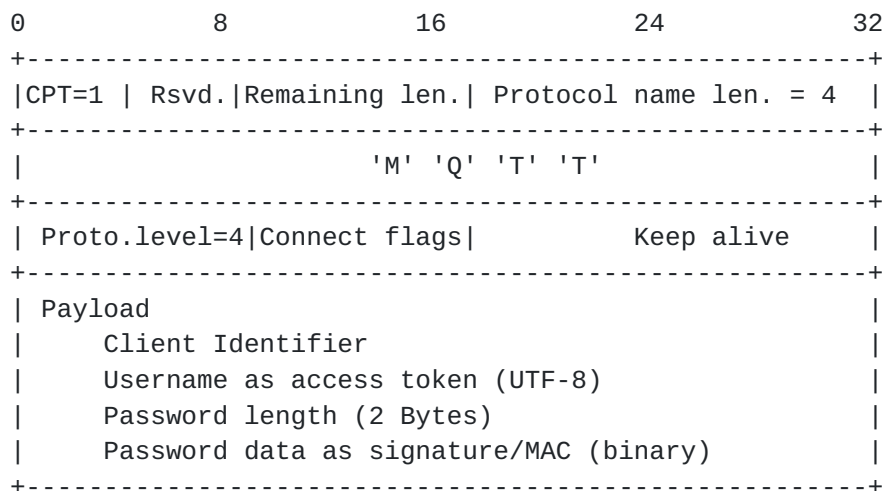 0 8 16 24 32
+------------------------------------------------------+
|CPT=1 | Rsvd.|Remaining len.| Protocol name len. = 4 |
+------------------------------------------------------+
| 'M' 'Q' 'T' 'T' |
+------------------------------------------------------+
| Proto.level=4|Connect flags| Keep alive |
+------------------------------------------------------+
| Payload |
| Client Identifier |
| Username as access token (UTF-8) |
| Password length (2 Bytes) |
| Password data as signature/MAC (binary) |
+------------------------------------------------------+